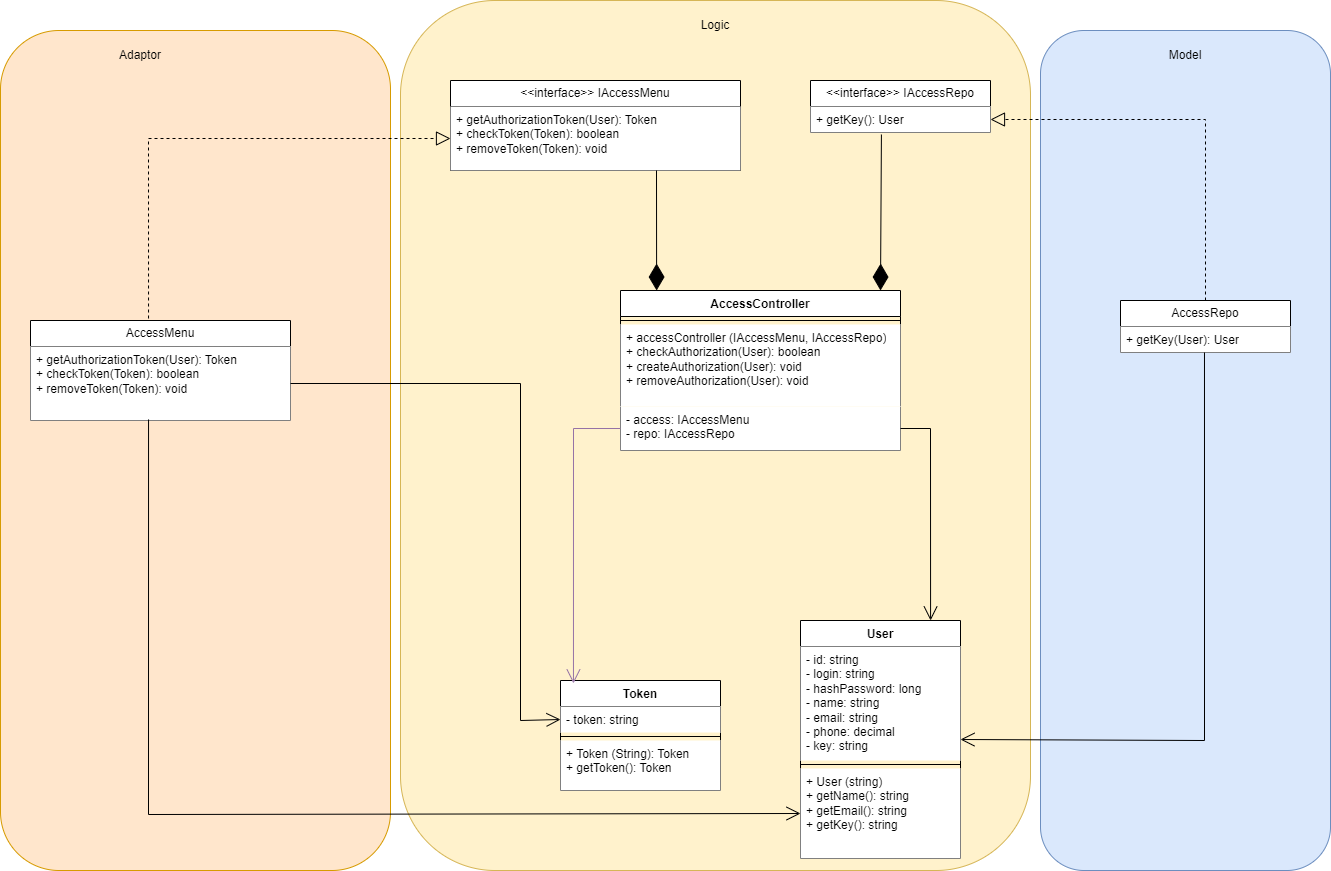 Adaptor
Logic
Model
<<interface>> IAccessMenu
+ getAuthorizationToken(User): Token
+ checkToken(Token): boolean
+ removeToken(Token): void
<<interface>> IAccessRepo
+ getKey(): User
AccessMenu
+ getAuthorizationToken(User): Token
+ checkToken(Token): boolean
+ removeToken(Token): void
AccessController
+ accessController (IAccessMenu, IAccessRepo)
+ checkAuthorization(User): boolean
+ createAuthorization(User): void
+ removeAuthorization(User): void
- access: IAccessMenu
- repo: IAccessRepo
AccessRepo
+ getKey(User): User
Token
- token: string
+ Token (String): Token
+ getToken(): Token
User
- id: string
- login: string
- hashPassword: long
- name: string
- email: string
- phone: decimal
- key: string
+ User (string)
+ getName(): string
+ getEmail(): string
+ getKey(): string